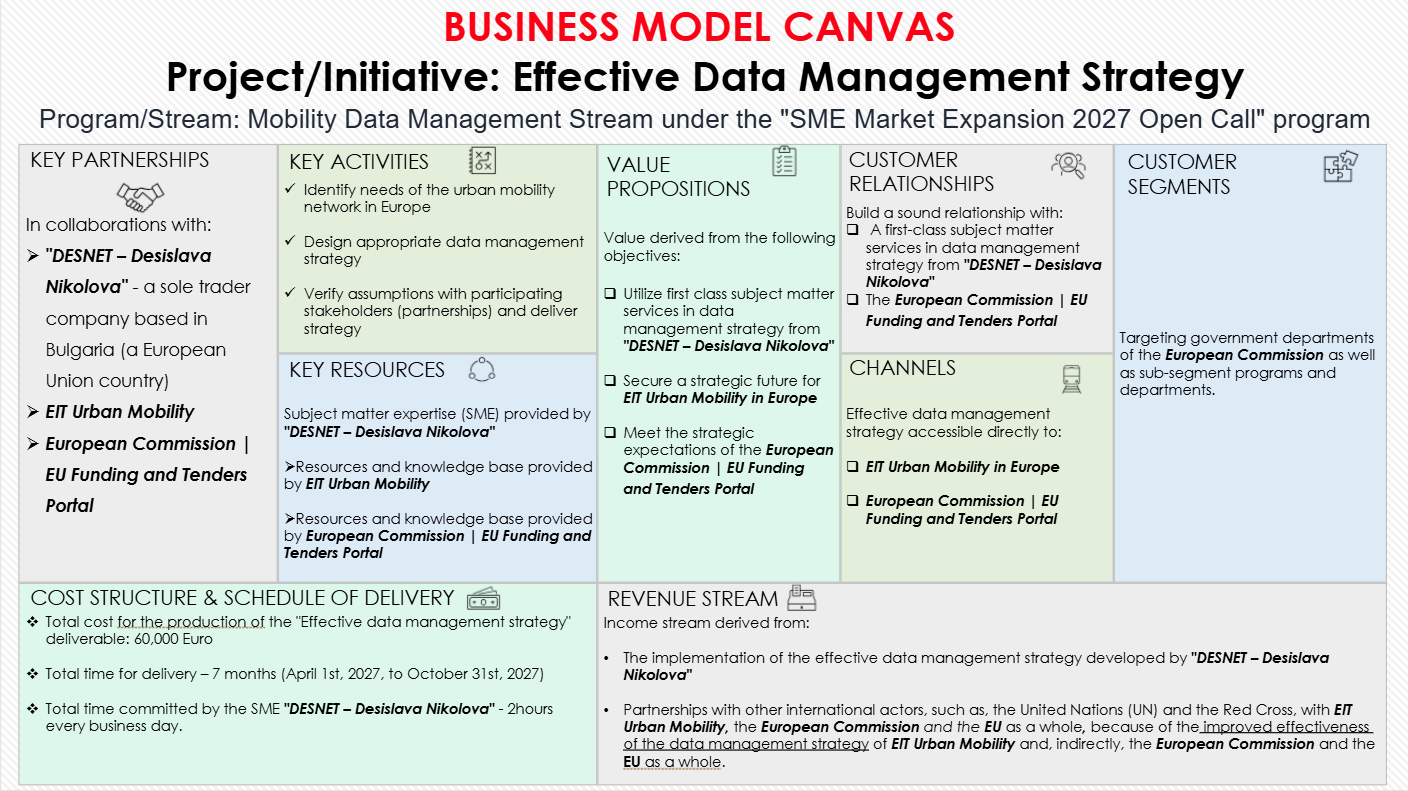 BUSINESS MODEL CANVAS
Project/Initiative: Effective Data Management Strategy
Program/Stream: Mobility Data Management Stream under the "SME Market Expansion 2027 Open Call" program
KEY PARTNERSHIPS
In collaborations with:
➢ "DESNET – Desislava
Nikolova" - a sole trader
company based in
Bulgaria (a European
Union country)
➢ EIT Urban Mobility
➢ European Commission |
EU Funding and Tenders
Portal
KEY ACTIVITIES
✓ Identify needs of the urban mobility
network in Europe
✓ Design appropriate data management
strategy
✓ Verify assumptions with participating
stakeholders (partnerships) and deliver
strategy
KEY RESOURCES
Subject matter expertise (SME) provided by
"DESNET – Desislava Nikolova"
➢Resources and knowledge base provided
by EIT Urban Mobility
➢Resources and knowledge base provided
by European Commission | EU Funding and
Tenders Portal
VALUE
PROPOSITIONS
Value derived from the following
objectives:
❑ Utilize first class subject matter
services in data
management strategy from
"DESNET – Desislava Nikolova"
❑ Secure a strategic future for
EIT Urban Mobility in Europe
❑ Meet the strategic
expectations of the European
Commission | EU Funding
and Tenders Portal
CUSTOMER
RELATIONSHIPS
Build a sound relationship with:
❑ A first-class subject matter
services in data management
strategy from "DESNET – Desislava
Nikolova"
❑ The European Commission | EU
Funding and Tenders Portal
CHANNELS
Effective data management
strategy accessible directly to:
❑ EIT Urban Mobility in Europe
❑ European Commission | EU
Funding and Tenders Portal
CUSTOMER
SEGMENTS
Targeting government departments
of the European Commission as well
as sub-segment programs and
departments.
COST STRUCTURE & SCHEDULE OF DELIVERY
❖ Total cost for the production of the "Effective data management strategy"
deliverable: 60,000 Euro
❖ Total time for delivery – 7 months (April 1st, 2027, to October 31st, 2027)
❖ Total time committed by the SME "DESNET – Desislava Nikolova" - 2hours
every business day.
REVENUE STREAM
Income stream derived from:
• The implementation of the effective data management strategy developed by "DESNET – Desislava
Nikolova"
• Partnerships with other international actors, such as, the United Nations (UN) and the Red Cross, with EIT
Urban Mobility, the European Commission and the EU as a whole, because of the improved effectiveness
of the data management strategy of EIT Urban Mobility and, indirectly, the European Commission and the
EU as a whole.